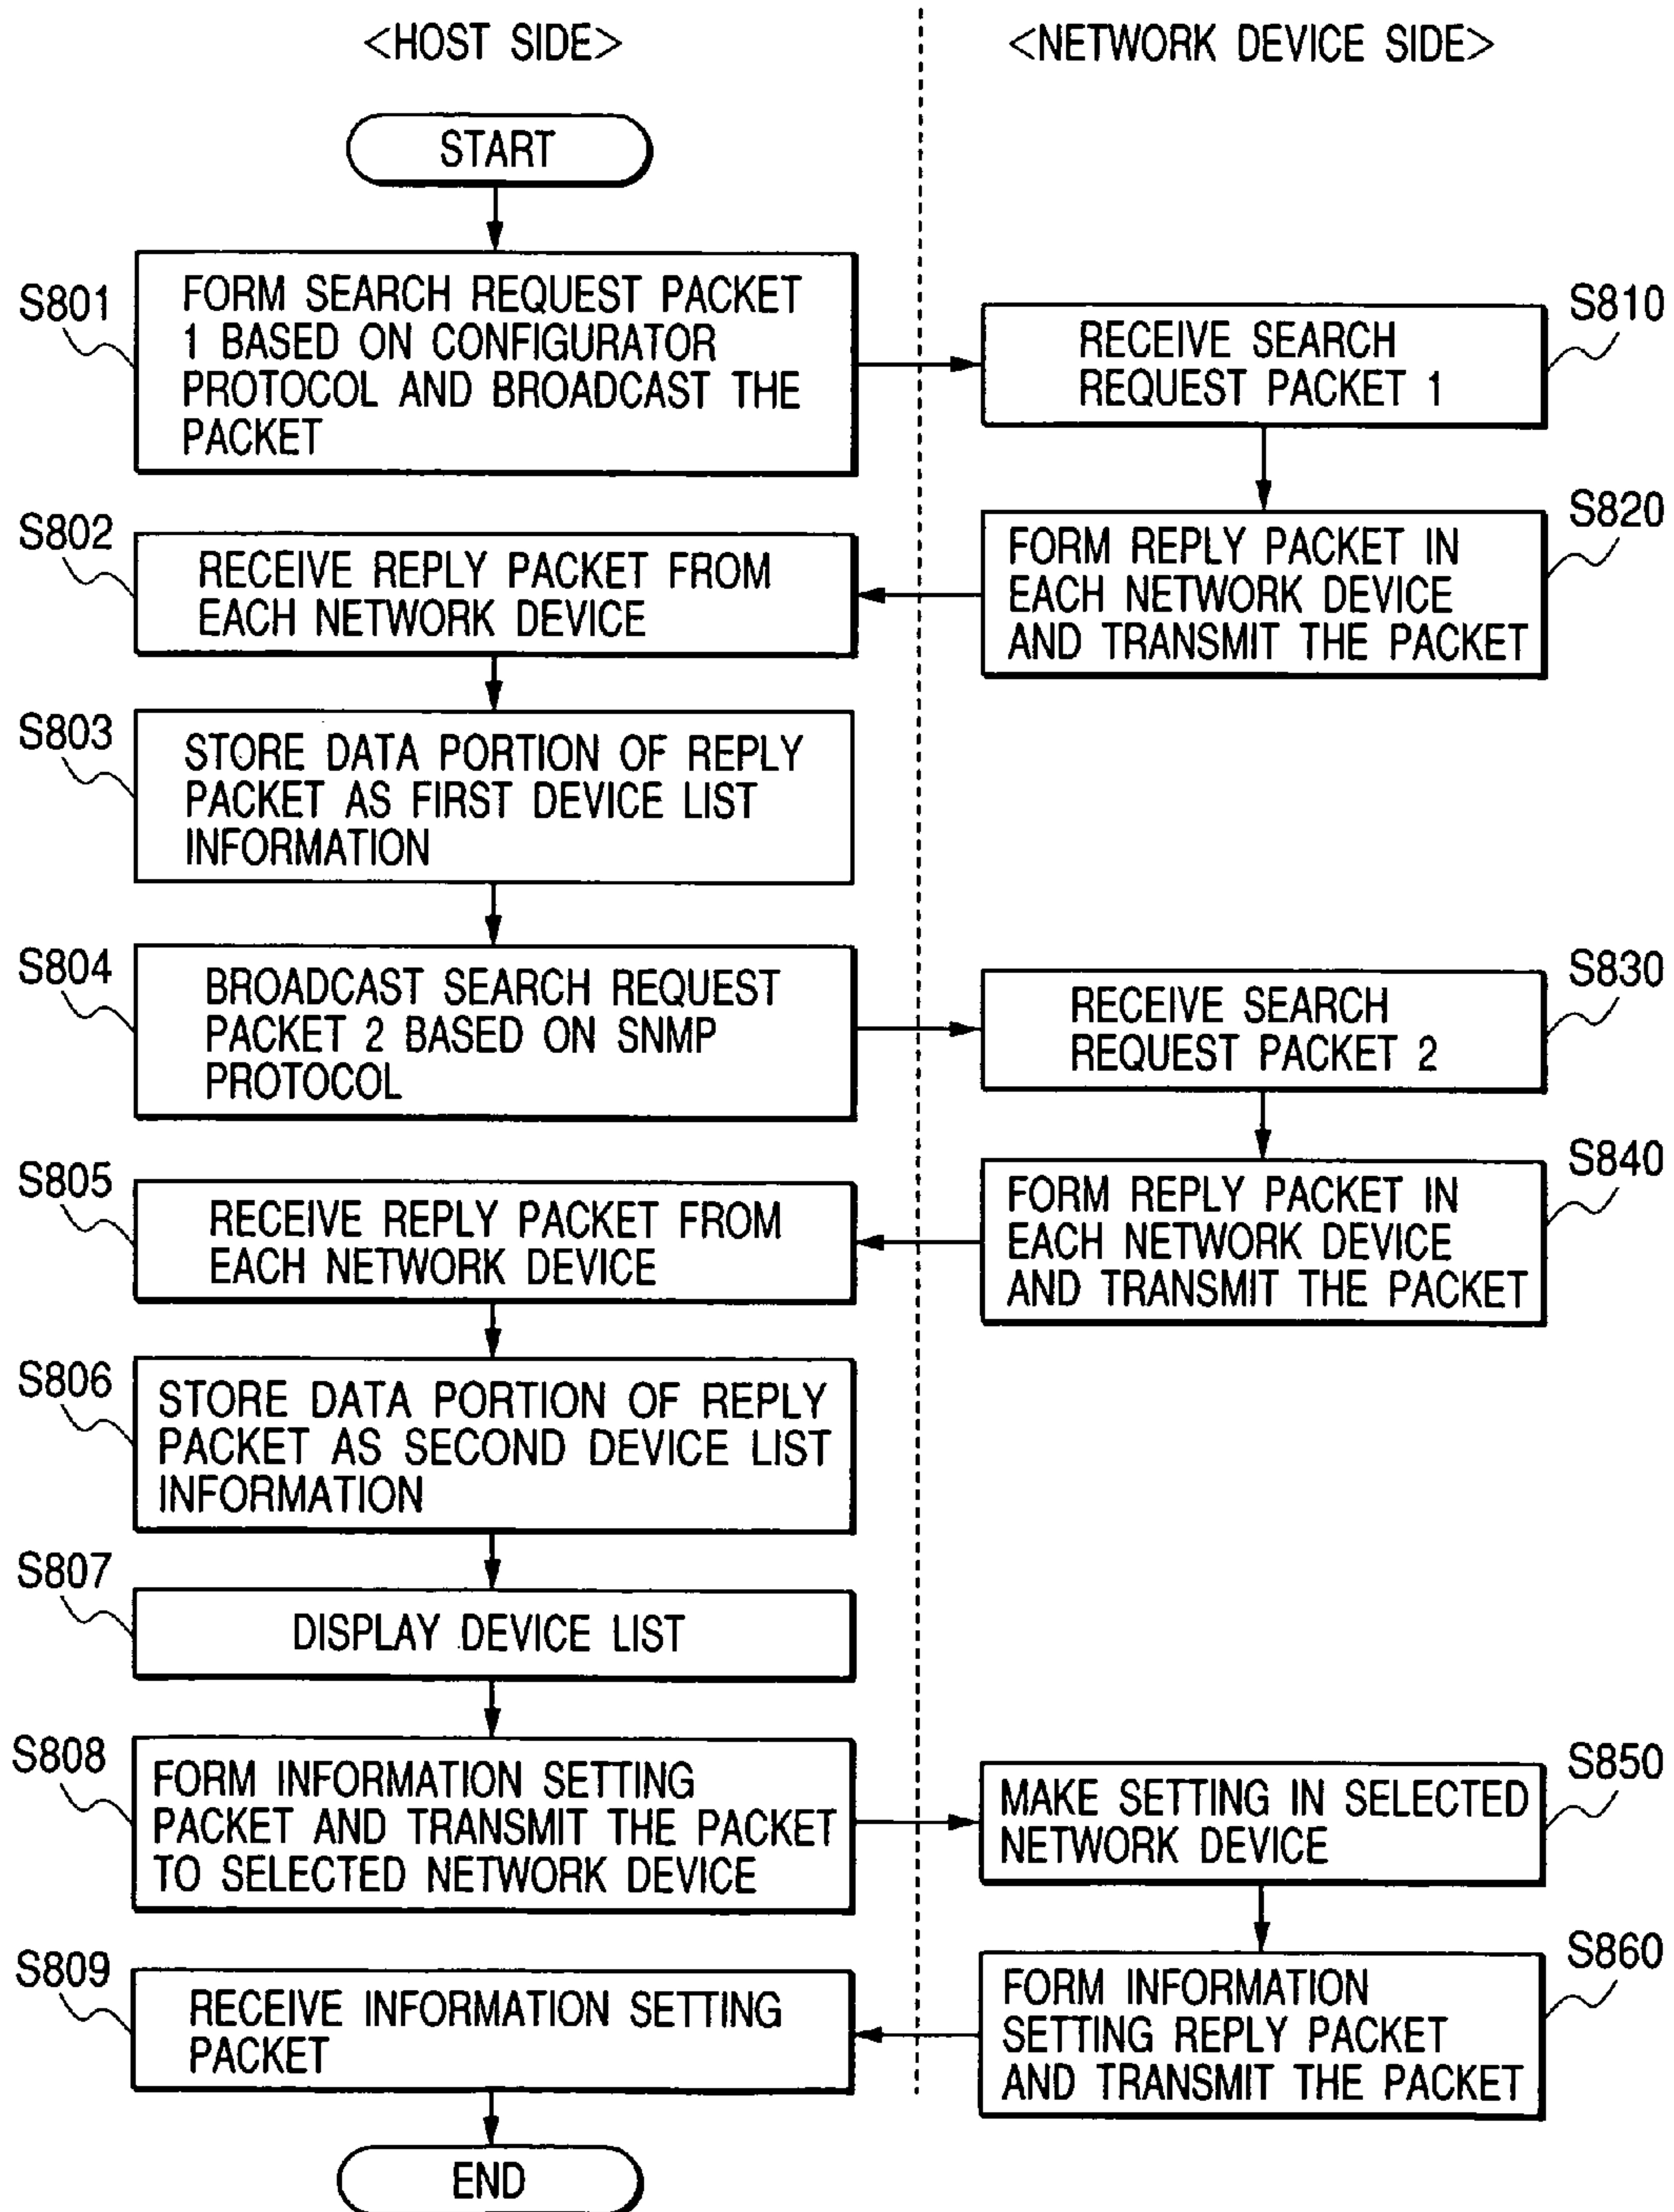 <HOST SIDE>
<NETWORK DEVICE SIDE>
START
S801
FORM SEARCH REQUEST PACKET
1 BASED ON CONFIGURATOR
PROTOCOL AND BROADCAST THE
PACKET
S810
RECEIVE SEARCH
REQUEST PACKET 1
S802
RECEIVE REPLY PACKET FROM
EACH NETWORK DEVICE
S820
FORM REPLY PACKET IN
EACH NETWORK DEVICE
AND TRANSMIT THE PACKET
S803
STORE DATA PORTION OF REPLY
PACKET AS FIRST DEVICE LIST
INFORMATION
S804
BROADCAST SEARCH REQUEST
PACKET 2 BASED ON SNMP
PROTOCOL
S830
RECEIVE SEARCH
REQUEST PACKET 2
S805
RECEIVE REPLY PACKET FROM
EACH NETWORK DEVICE
S840
FORM REPLY PACKET IN
EACH NETWORK DEVICE
AND TRANSMIT THE PACKET
S806
STORE DATA PORTION OF REPLY
PACKET AS SECOND DEVICE LIST
INFORMATION
S807
DISPLAY DEVICE LIST
S808
FORM INFORMATION SETTING
PACKET AND TRANSMIT THE PACKET
TO SELECTED NETWORK DEVICE
S850
MAKE SETTING IN SELECTED
NETWORK DEVICE
S809
RECEIVE INFORMATION SETTING
PACKET
S860
FORM INFORMATION
SETTING REPLY PACKET
AND TRANSMIT THE PACKET
END